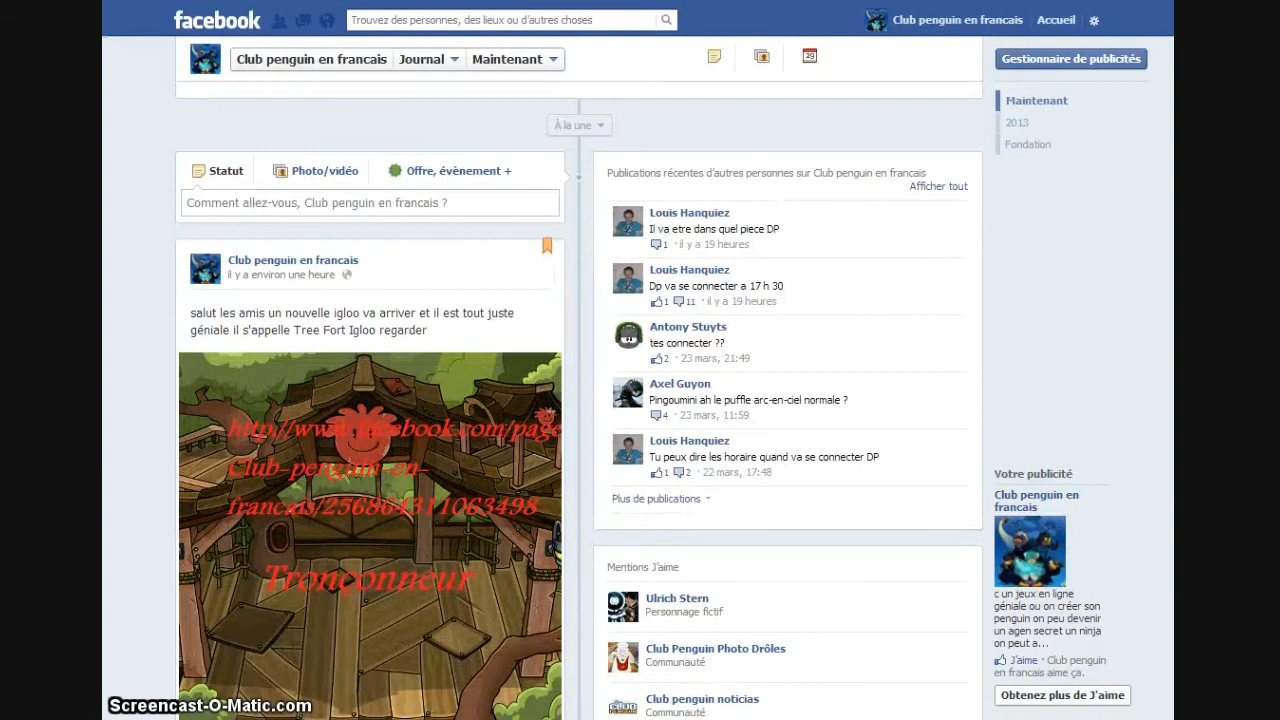 facebook
Trouvez des personnes, des lieux ou d'autres choses
Club penguin en francais
Accueil
Club penguin en francais
Journal
Maintenant
29
Gestionnaire de publicités
Maintenant
2013
Fondation
À la une
Statut
Photo/vidéo
Offre, évènement +
Comment allez-vous, Club penguin en francais ?
Club penguin en francais
il y a environ une heure
salut les amis un nouvelle igloo va arriver et il est tout juste
géniale il s'appelle Tree Fort Igloo regarder
http://www.facebook.com/page
Club-penguin-en-
francais/256864311063498
Tronçonneur
Publications récentes d'autres personnes sur Club penguin en francais
Afficher tout
Louis Hanquiez
Il va etre dans quel piece DP
1 · il y a 19 heures
Louis Hanquiez
Dp va se connecter a 17 h 30
1 11 · il y a 19 heures
Antony Stuyts
tes connecter ??
2 · 23 mars, 21:49
Axel Guyon
Pingoumini ah le puffle arc-en-ciel normale ?
4 · 23 mars, 11:59
Louis Hanquiez
Tu peux dire les horaire quand va se connecter DP
1 2 · 22 mars, 17:48
Plus de publications
Mentions J'aime
Ulrich Stern
Personnage fictif
Club Penguin Photo Drôles
Communauté
Club penguin noticias
Communauté
Votre publicité
Club penguin en
francais
c un jeux en ligne
géniale ou on créer son
penguin on peu devenir
un agen secret un ninja
on peut a...
J'aime · Club penguin
en francais aime ça.
Obtenez plus de J'aime
Screencast-O-Matic.com